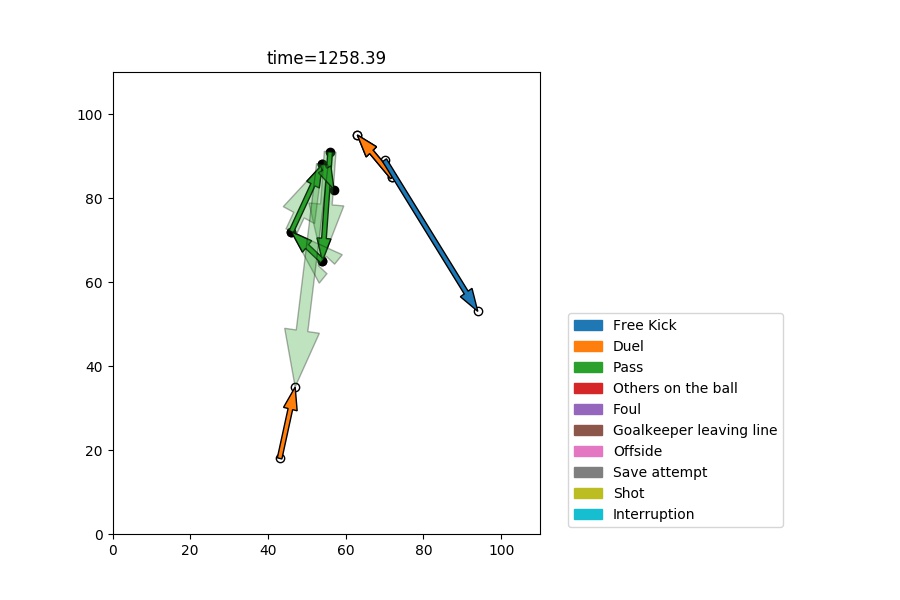 time=1258.39
100
80
60
40
20
0
0 20 40 60 80 100
Free Kick
Duel
Pass
Others on the ball
Foul
Goalkeeper leaving line
Offside
Save attempt
Shot
Interruption